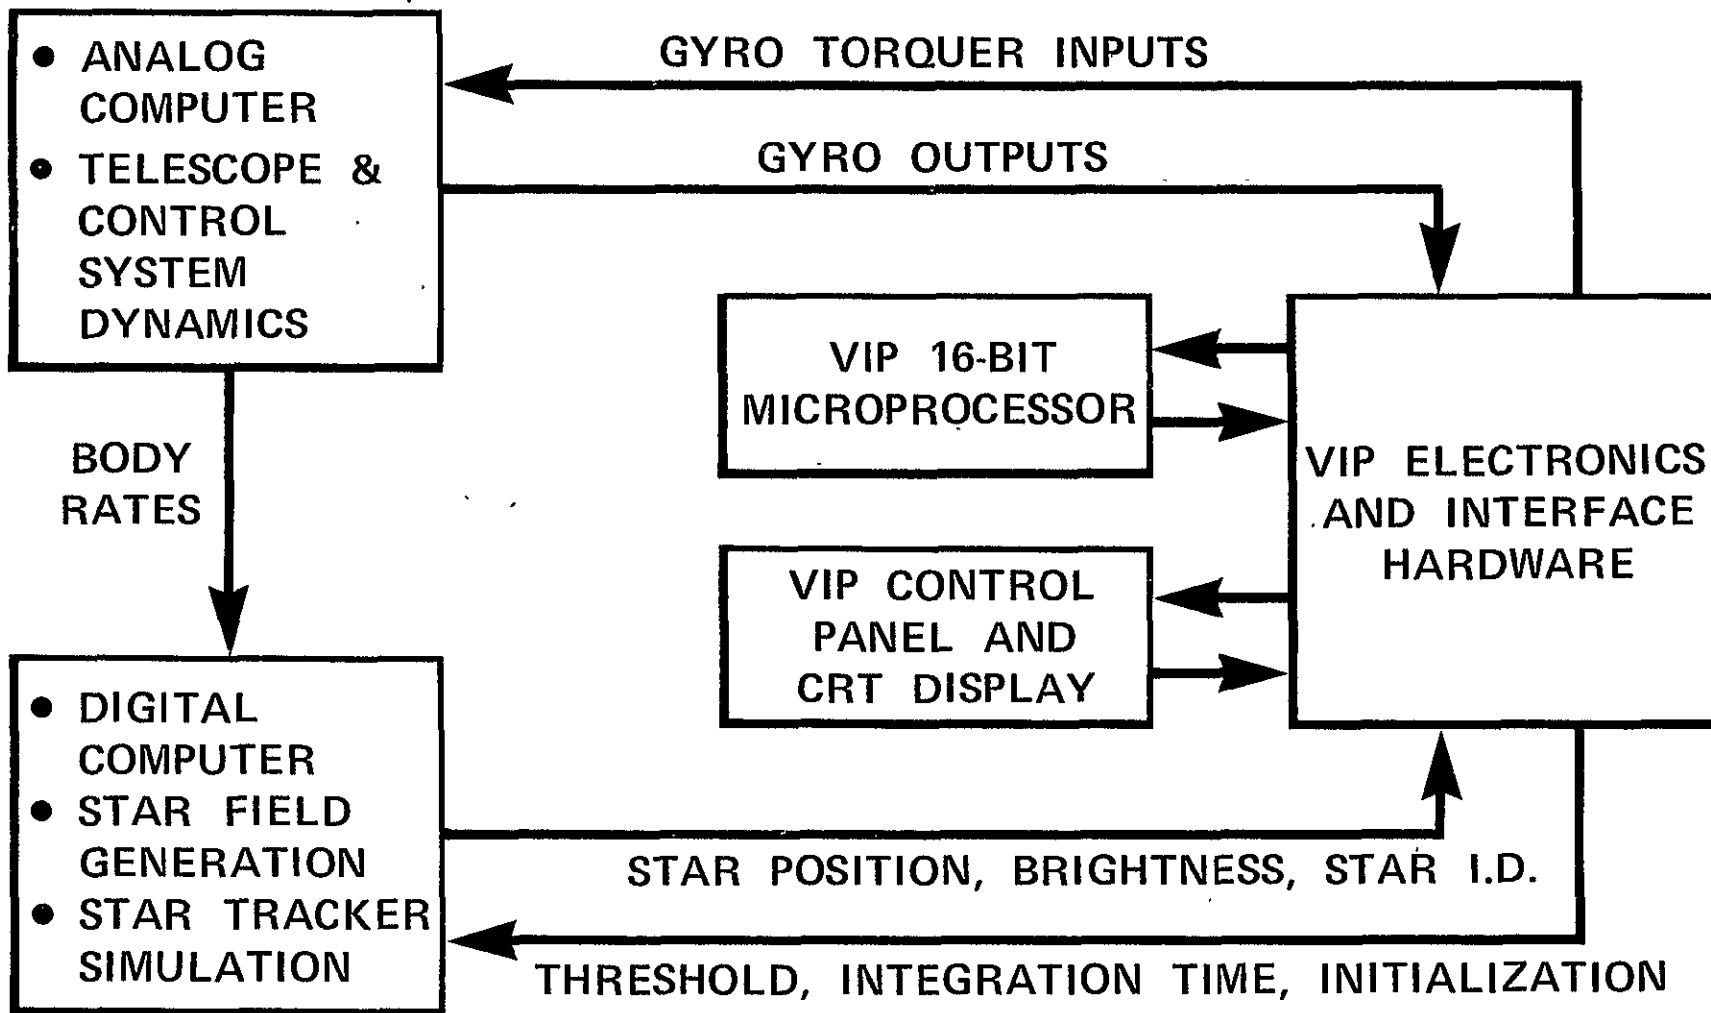 ● ANALOG
COMPUTER
● TELESCOPE &
CONTROL
SYSTEM
DYNAMICS
GYRO TORQUER INPUTS
GYRO OUTPUTS
VIP 16-BIT
MICROPROCESSOR
VIP ELECTRONICS
AND INTERFACE
HARDWARE
BODY
RATES
VIP CONTROL
PANEL AND
CRT DISPLAY
● DIGITAL
COMPUTER
● STAR FIELD
GENERATION
● STAR TRACKER
SIMULATION
STAR POSITION, BRIGHTNESS, STAR I.D.
THRESHOLD, INTEGRATION TIME, INITIALIZATION